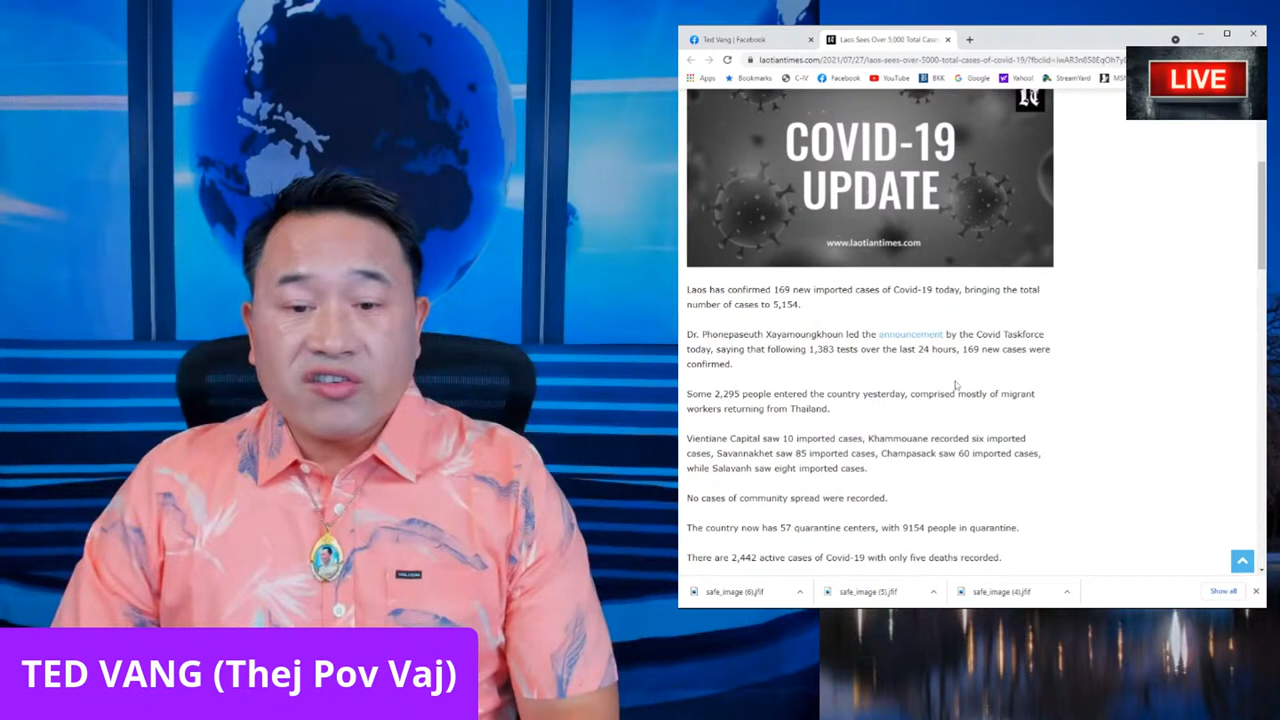 Ted Vang | Facebook
Laos Sees Over 5,000 Total Case
laotiantimes.com/2021/07/27/laos-sees-over-5000-total-cases-of-covid-19/?fbclid=
Apps Bookmarks C-IV Facebook YouTube BKK Google Yahoo! StreamYard
LIVE
COVID-19
UPDATE
www.laotiantimes.com
Laos has confirmed 169 new imported cases of Covid-19 today, bringing the total
number of cases to 5,154.
Dr. Phonepaseuth Xayamoungkhoun led the announcement by the Covid Taskforce
today, saying that following 1,383 tests over the last 24 hours, 169 new cases were
confirmed.
Some 2,295 people entered the country yesterday, comprised mostly of migrant
workers returning from Thailand.
Vientiane Capital saw 10 imported cases, Khammouane recorded six imported
cases, Savannakhet saw 85 imported cases, Champasack saw 60 imported cases,
while Salavanh saw eight imported cases.
No cases of community spread were recorded.
The country now has 57 quarantine centers, with 9154 people in quarantine.
There are 2,442 active cases of Covid-19 with only five deaths recorded.
safe_image (6).jfif safe_image (5).jfif safe_image (4).jfif Show all
VOLCOM
TED VANG (Thej Pov Vaj)